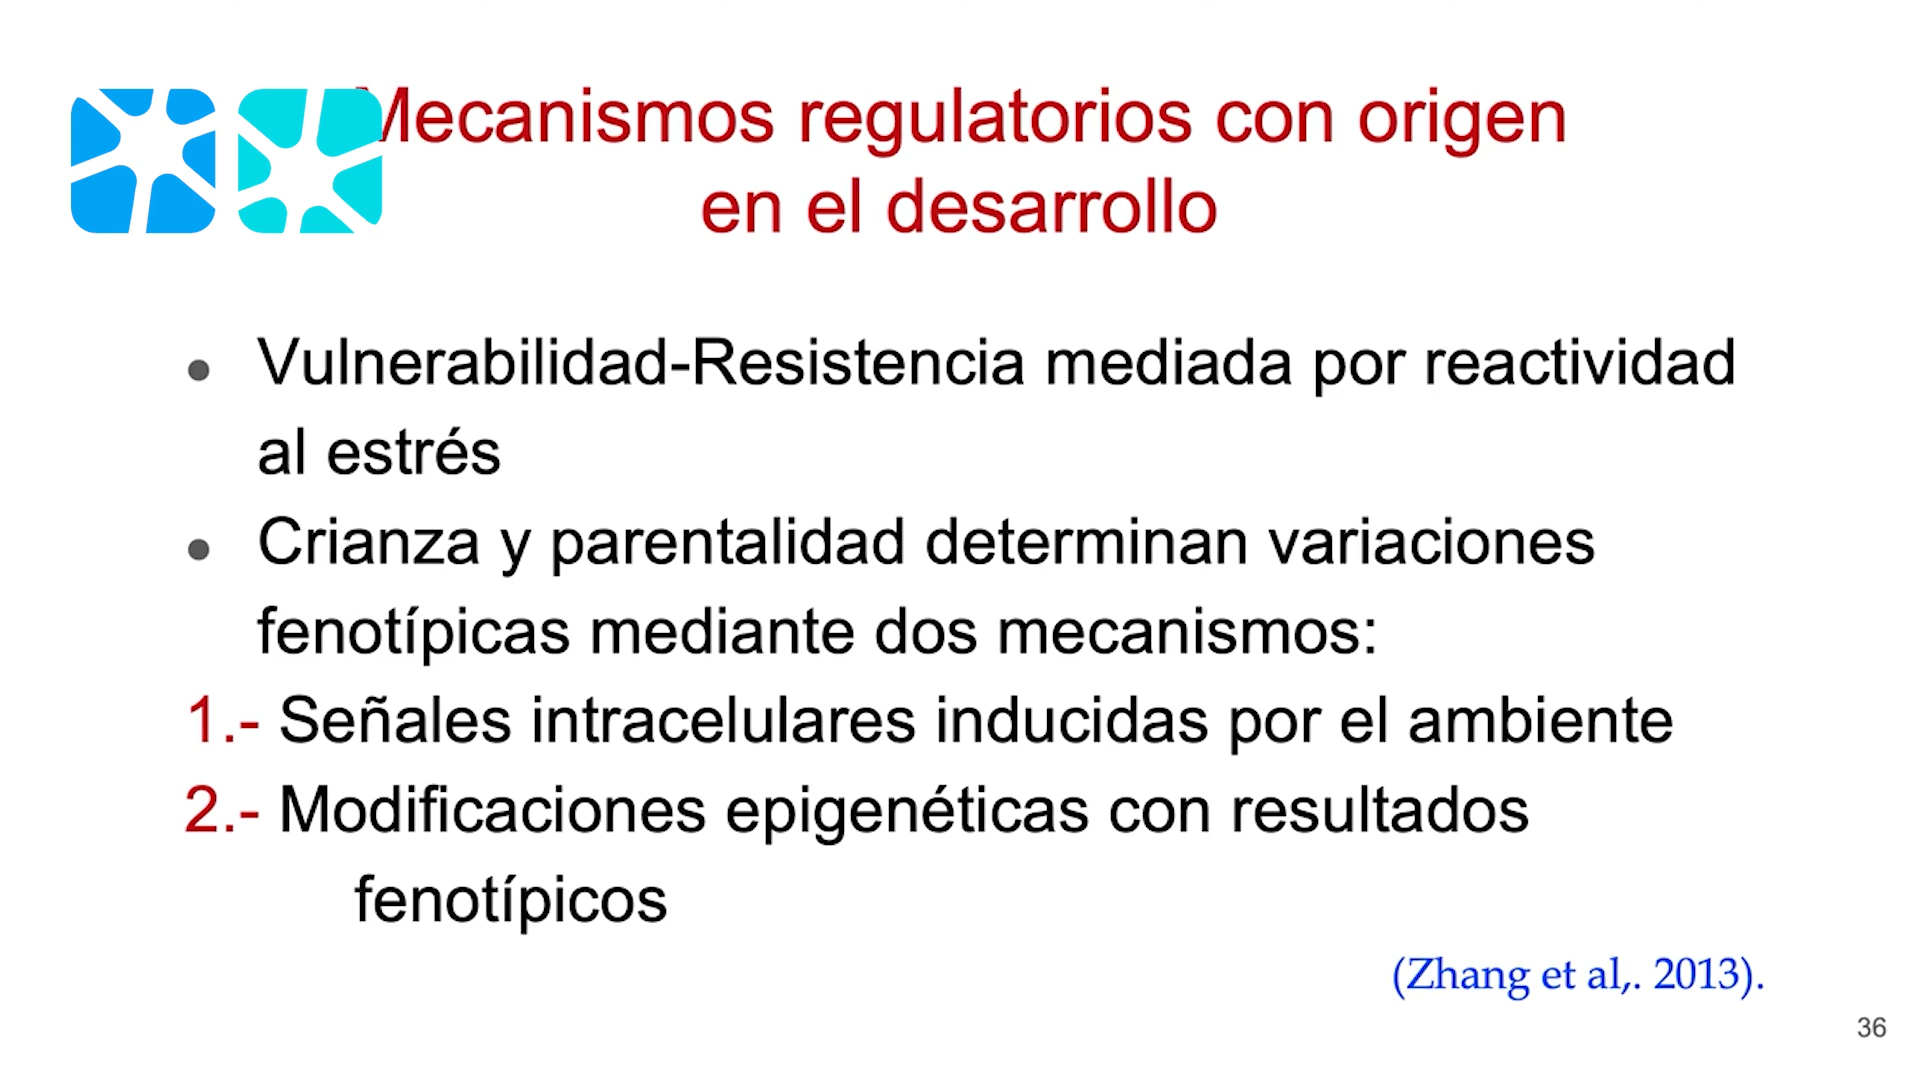 Mecanismos regulatorios con origen
en el desarrollo
● Vulnerabilidad-Resistencia mediada por reactividad
al estrés
● Crianza y parentalidad determinan variaciones
fenotípicas mediante dos mecanismos:
1.- Señales intracelulares inducidas por el ambiente
2.- Modificaciones epigenéticas con resultados
fenotípicos
(Zhang et al,. 2013).
36